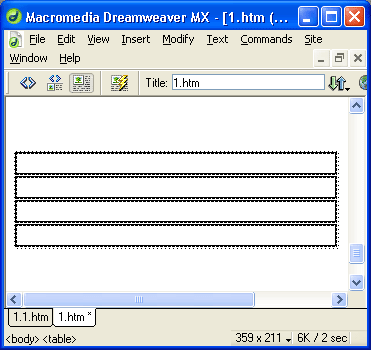 Macromedia Dreamweaver MX - [1.htm (...
File Edit View Insert Modify Text Commands Site
Window Help
Title: 1.htm
1.1.htm 1.htm*
<body> <table> 359 x 211 6K / 2 sec